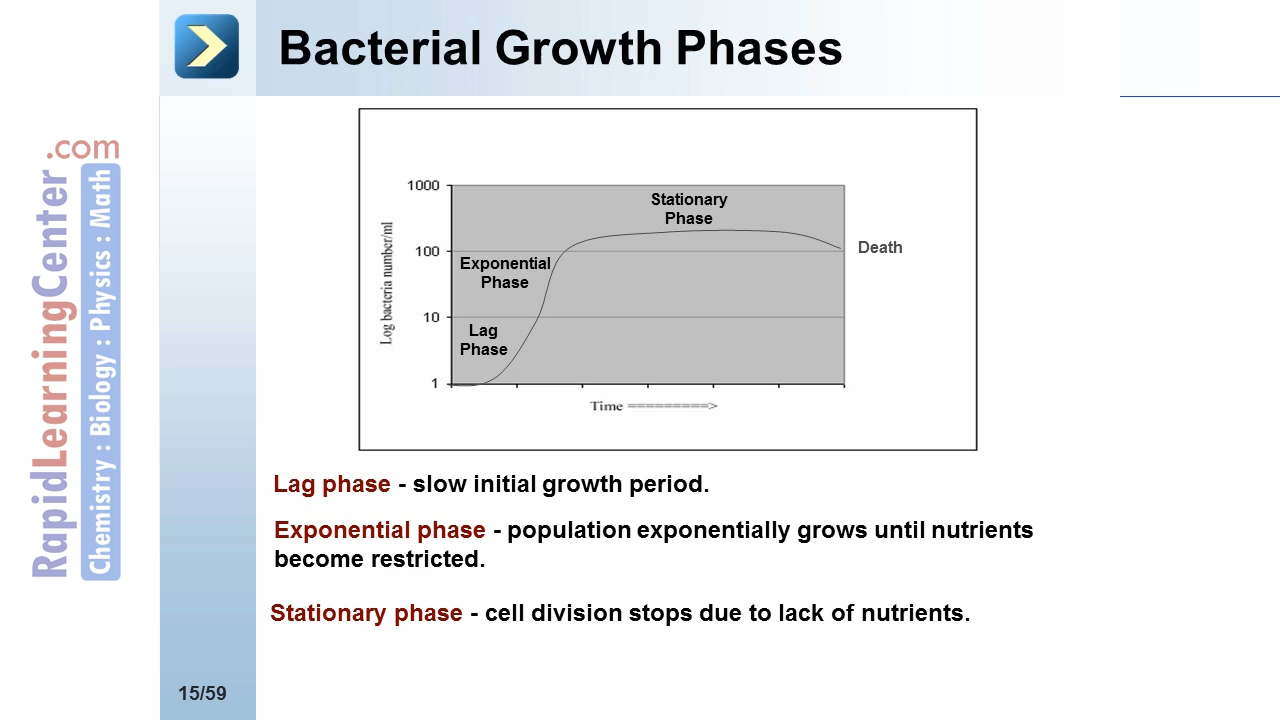 Bacterial Growth Phases
.com
RapidLearningCenter
Chemistry : Biology : Physics : Math
1000
100
10
1
Log bacteria number/ml
Stationary
Phase
Death
Exponential
Phase
Lag
Phase
Time =========>
Lag phase - slow initial growth period.
Exponential phase - population exponentially grows until nutrients
become restricted.
Stationary phase - cell division stops due to lack of nutrients.
15/59